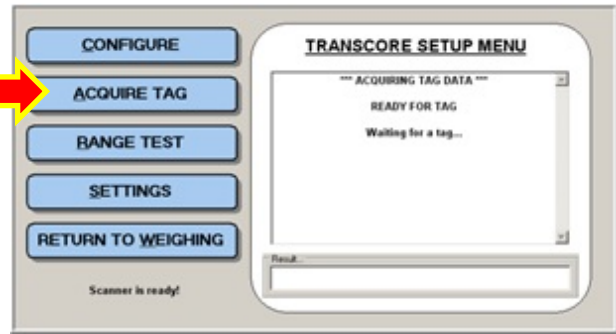 CONFIGURE
ACQUIRE TAG
RANGE TEST
SETTINGS
RETURN TO WEIGHING
Scanner is ready!
TRANSCORE SETUP MENU
*** ACQUIRING TAG DATA ***
READY FOR TAG
Waiting for a tag...
Result...